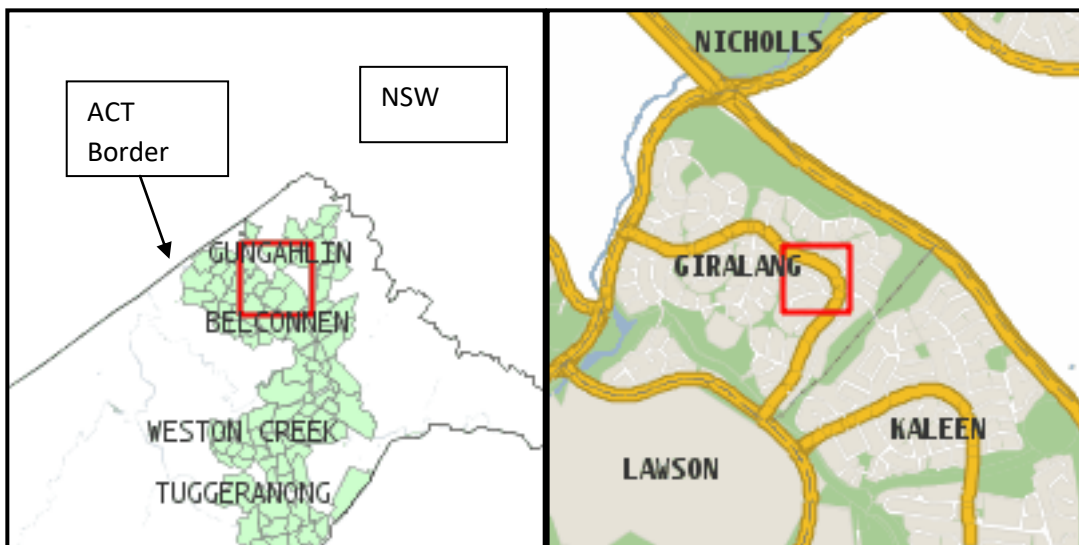 ACT
Border
NSW
GUNGAHLIN
BELCONNEN
WESTON CREEK
TUGGERANONG
NICHOLLS
GIRALANG
KALEEN
LAWSON